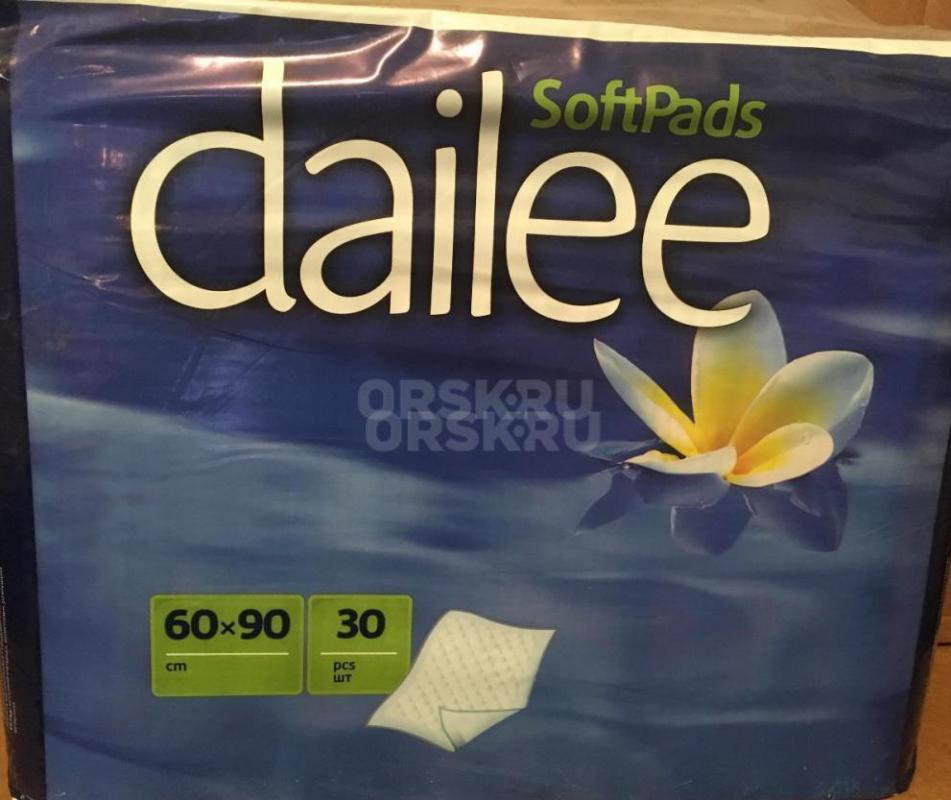 SoftPads
dailee
ORSK.RU
ORSK.RU
60×90
cm
30
pcs
шт